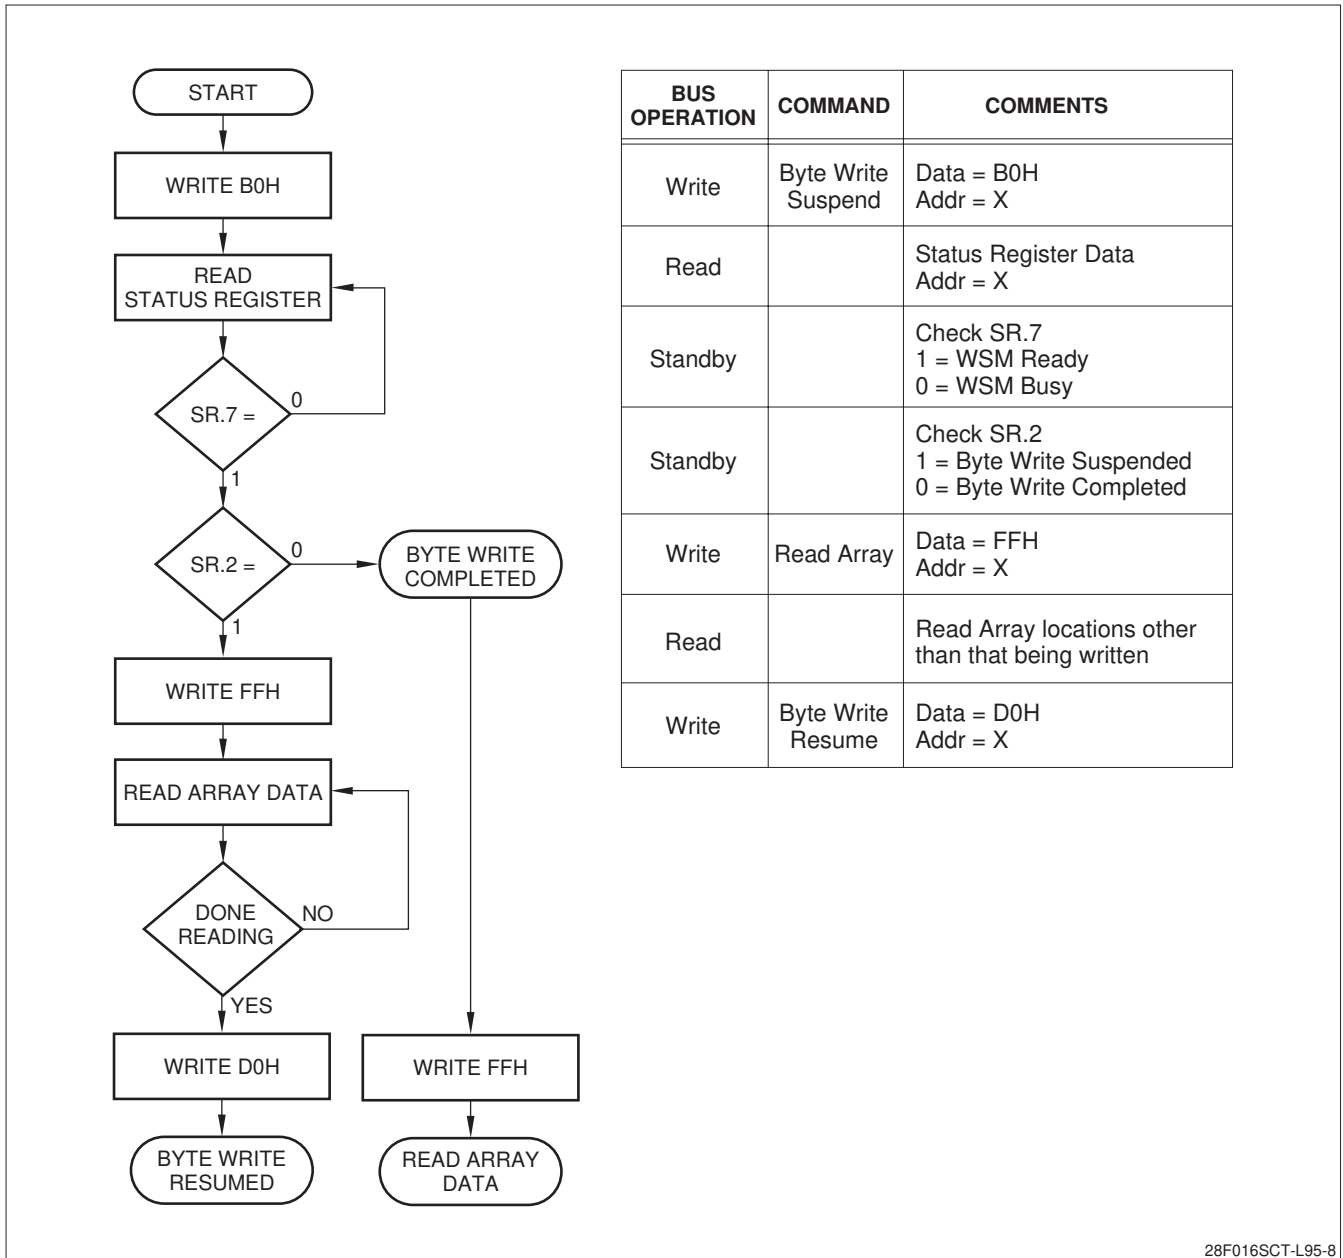 START
WRITE B0H
READ
STATUS REGISTER
SR.7 =
0
1
SR.2 =
0
BYTE WRITE
COMPLETED
1
WRITE FFH
READ ARRAY DATA
DONE
READING
NO
YES
WRITE D0H
WRITE FFH
BYTE WRITE
RESUMED
READ ARRAY
DATA
BUS
OPERATION
COMMAND
COMMENTS
Write
Byte Write
Suspend
Data = B0H
Addr = X
Read
Status Register Data
Addr = X
Standby
Check SR.7
1 = WSM Ready
0 = WSM Busy
Standby
Check SR.2
1 = Byte Write Suspended
0 = Byte Write Completed
Write
Read Array
Data = FFH
Addr = X
Read
Read Array locations other
than that being written
Write
Byte Write
Resume
Data = D0H
Addr = X
28F016SCT-L95-8